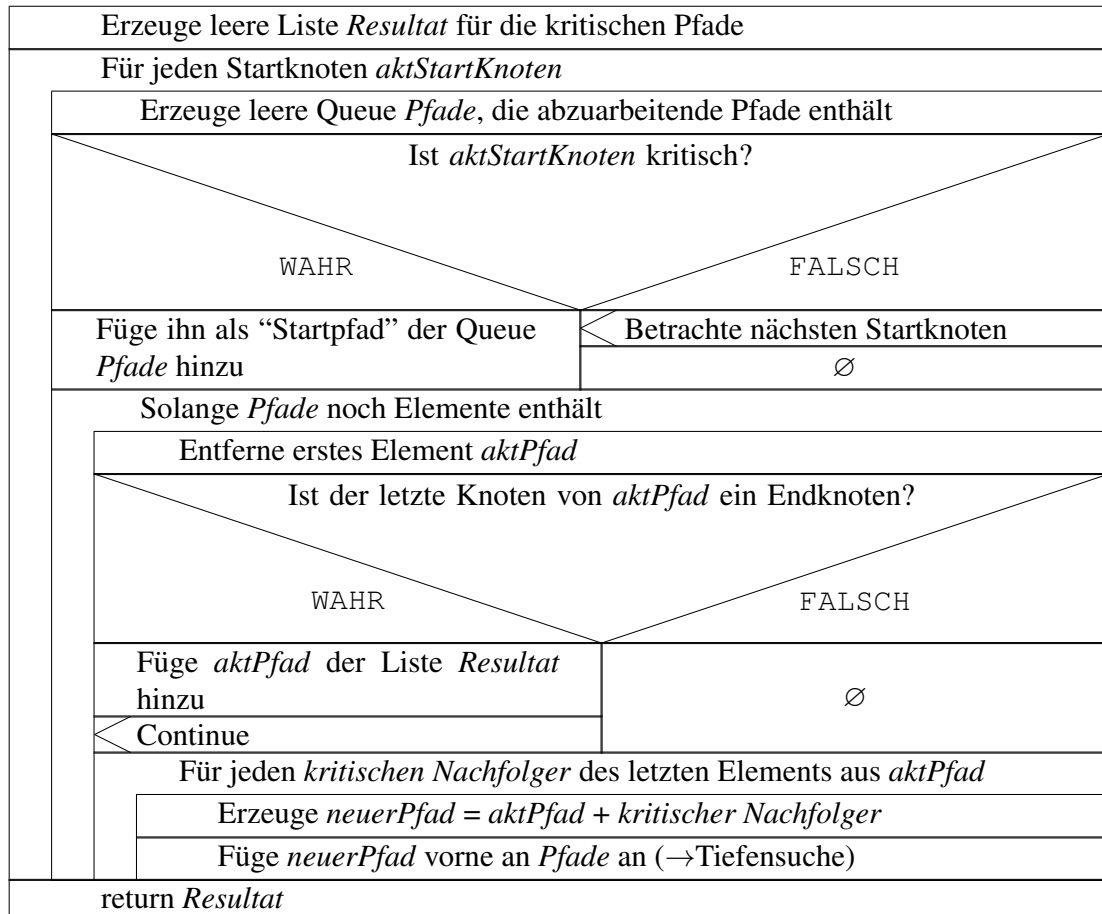 Erzeuge leere Liste Resultat für die kritischen Pfade
Für jeden Startknoten aktStartKnoten
Erzeuge leere Queue Pfade, die abzuarbeitende Pfade enthält
Ist aktStartKnoten kritisch?
WAHR
FALSCH
Füge ihn als “Startpfad” der Queue
Pfade hinzu
Betrachte nächsten Startknoten
∅
Solange Pfade noch Elemente enthält
Entferne erstes Element aktPfad
Ist der letzte Knoten von aktPfad ein Endknoten?
WAHR
FALSCH
Füge aktPfad der Liste Resultat
hinzu
∅
Continue
Für jeden kritischen Nachfolger des letzten Elements aus aktPfad
Erzeuge neuerPfad = aktPfad + kritischer Nachfolger
Füge neuerPfad vorne an Pfade an (→Tiefensuche)
return Resultat